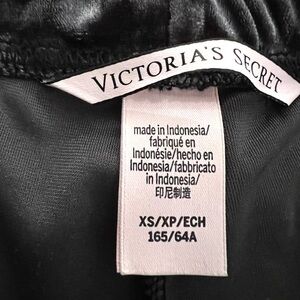 VICTORIA'S SECRET
made in Indonesia/
fabriqué en
Indonésie/hecho en
Indonesia/fabbricato
in Indonesia/
印尼制造
XS/XP/ECH
165/64A